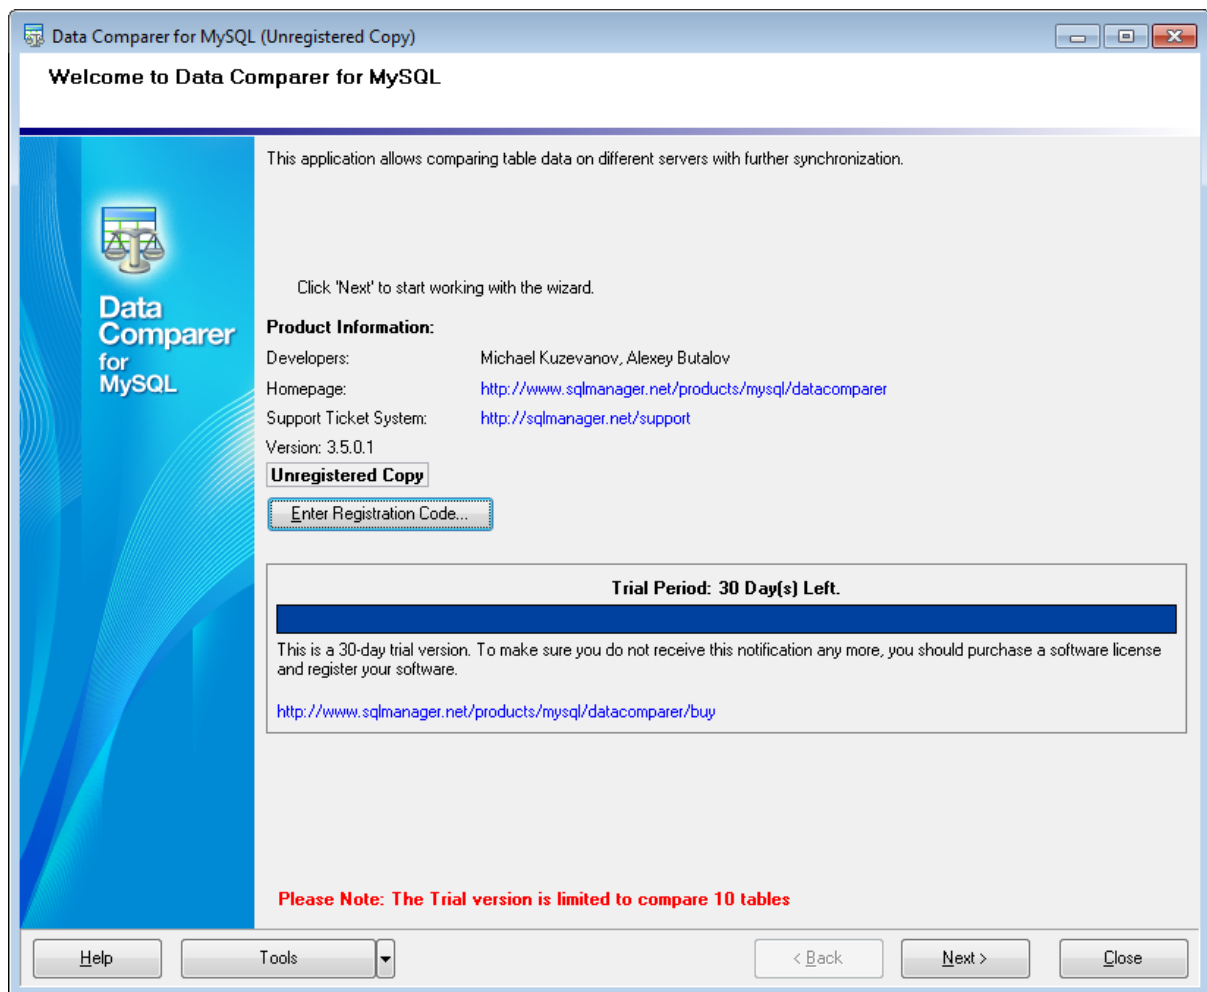 Data Comparer for MySQL (Unregistered Copy)
Welcome to Data Comparer for MySQL
This application allows comparing table data on different servers with further synchronization.
Click 'Next' to start working with the wizard.
Data
Comparer
for
MySQL
Product Information:
Developers: Michael Kuzevanov, Alexey Butalov
Homepage: http://www.sqlmanager.net/products/mysql/datacomparer
Support Ticket System: http://sqlmanager.net/support
Version: 3.5.0.1
Unregistered Copy
Enter Registration Code...
Trial Period: 30 Day(s) Left.
This is a 30-day trial version. To make sure you do not receive this notification any more, you should purchase a software license
and register your software.
http://www.sqlmanager.net/products/mysql/datacomparer/buy
Please Note: The Trial version is limited to compare 10 tables
Help Tools < Back Next > Close